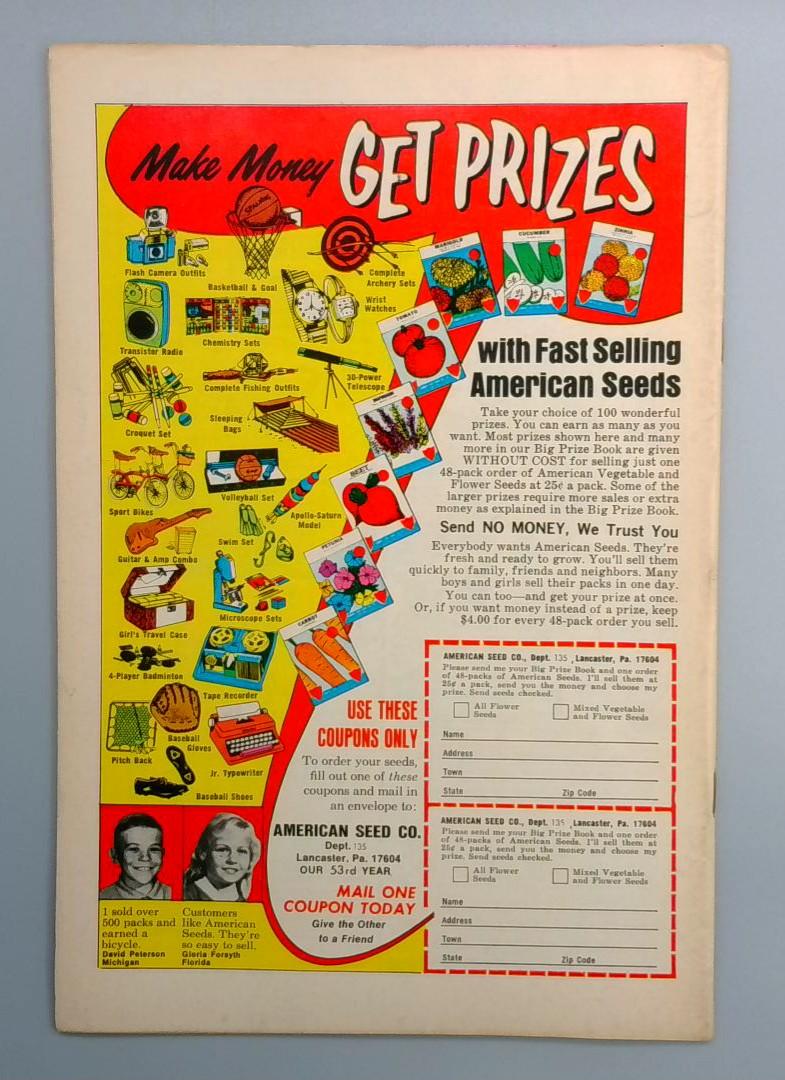 Make Money GET PRIZES
SPALDING
Flash Camera Outfits
Basketball & Goal
Complete
Archery Sets
Wrist
Watches
Transistor Radio
Chemistry Sets
Complete Fishing Outfits
30-Power
Telescope
Croquet Set
Sleeping
Bags
Sport Bikes
Volleyball Set
Apollo-Saturn
Model
Guitar & Amp Combo
Swim Set
Girl's Travel Case
Microscope Sets
4-Player Badminton
Tape Recorder
Pitch Back
Baseball
Gloves
Jr. Typewriter
Baseball Shoes
MARIGOLD
CUCUMBER
ZINNIA
TOMATO
BEET
PETUNIA
CARROT
with Fast Selling
American Seeds
Take your choice of 100 wonderful
prizes. You can earn as many as you
want. Most prizes shown here and many
more in our Big Prize Book are given
WITHOUT COST for selling just one
48-pack order of American Vegetable and
Flower Seeds at 25¢ a pack. Some of the
larger prizes require more sales or extra
money as explained in the Big Prize Book.
Send NO MONEY, We Trust You
Everybody wants American Seeds. They're
fresh and ready to grow. You'll sell them
quickly to family, friends and neighbors. Many
boys and girls sell their packs in one day.
You can too—and get your prize at once.
Or, if you want money instead of a prize, keep
$4.00 for every 48-pack order you sell.
USE THESE
COUPONS ONLY
To order your seeds,
fill out one of these
coupons and mail in
an envelope to:
AMERICAN SEED CO.
Dept. 135
Lancaster, Pa. 17604
OUR 53rd YEAR
MAIL ONE
COUPON TODAY
Give the Other
to a Friend
AMERICAN SEED CO., Dept. 135 , Lancaster, Pa. 17604
Please send me your Big Prize Book and one order
of 48-packs of American Seeds. I'll sell them at
25¢ a pack, send you the money and choose my
prize. Send seeds checked.
All Flower
Seeds
Mixed Vegetable
and Flower Seeds
Name
Address
Town
State Zip Code
AMERICAN SEED CO., Dept. 135 , Lancaster, Pa. 17604
Please send me your Big Prize Book and one order
of 48-packs of American Seeds. I'll sell them at
25¢ a pack, send you the money and choose my
prize. Send seeds checked.
All Flower
Seeds
Mixed Vegetable
and Flower Seeds
Name
Address
Town
State Zip Code
I sold over
500 packs and
earned a
bicycle.
David Peterson
Michigan
Customers
like American
Seeds. They're
so easy to sell.
Gloria Forsyth
Florida